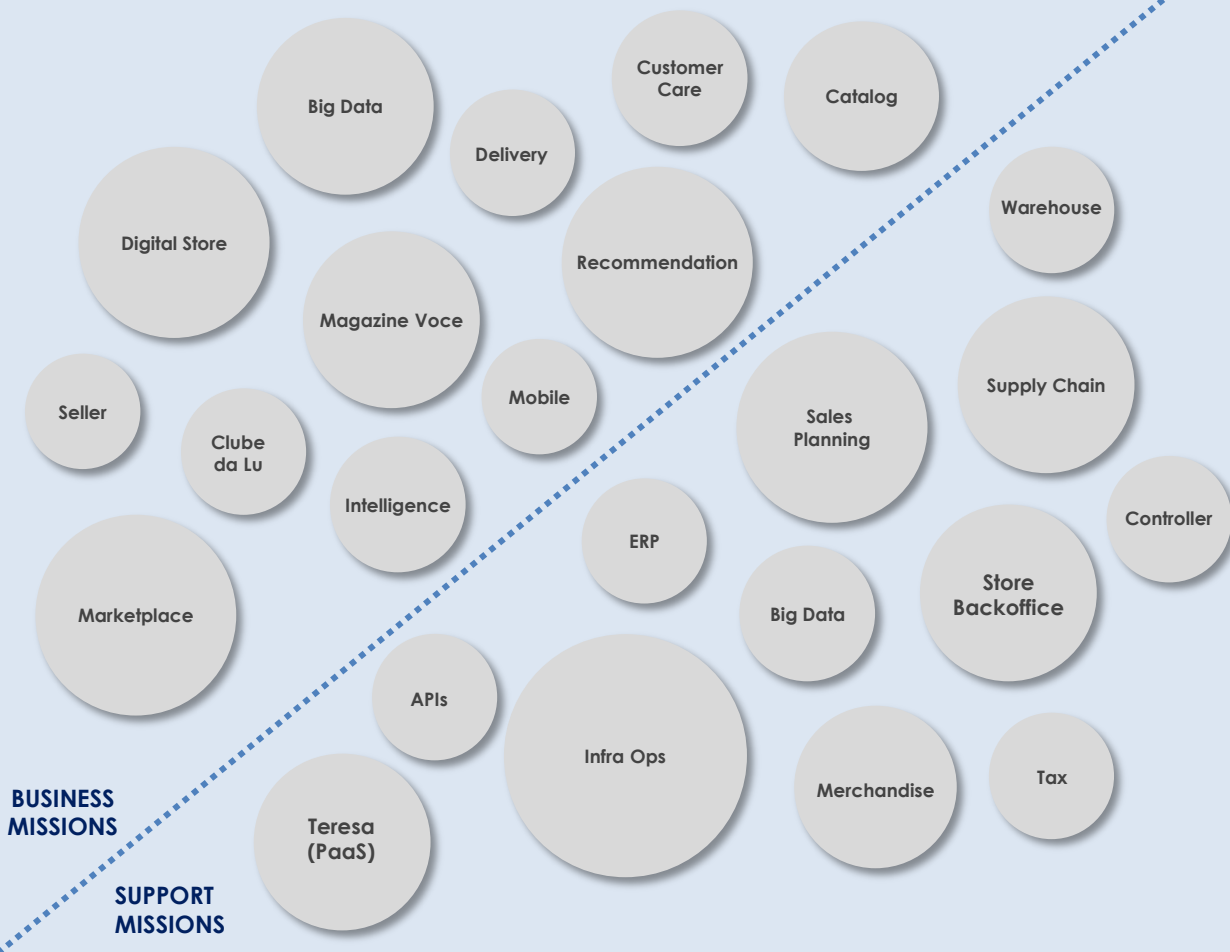 Customer
Care
Catalog
Big Data
Delivery
Warehouse
Digital Store
Recommendation
Magazine Voce
Supply Chain
Mobile
Seller
Sales
Planning
Clube
da Lu
Intelligence
Controller
ERP
Store
Backoffice
Marketplace
Big Data
APIs
Infra Ops
Tax
Merchandise
BUSINESS
MISSIONS
Teresa
(PaaS)
SUPPORT
MISSIONS